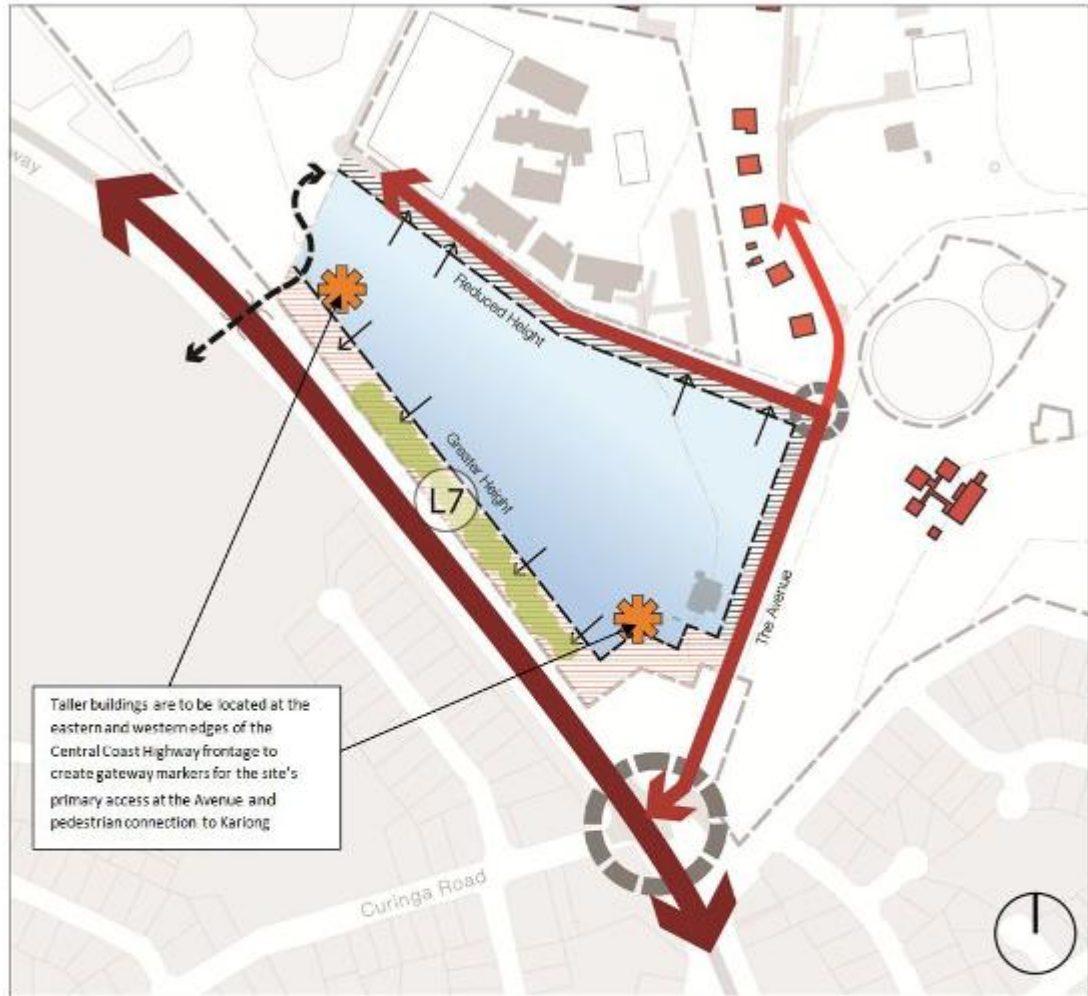 way
Reduced Height
Greater Height
L7
The Avenue
Taller buildings are to be located at the
eastern and western edges of the
Central Coast Highway frontage to
create gateway markers for the site's
primary access at the Avenue and
pedestrian connection to Kariong
Curinga Road